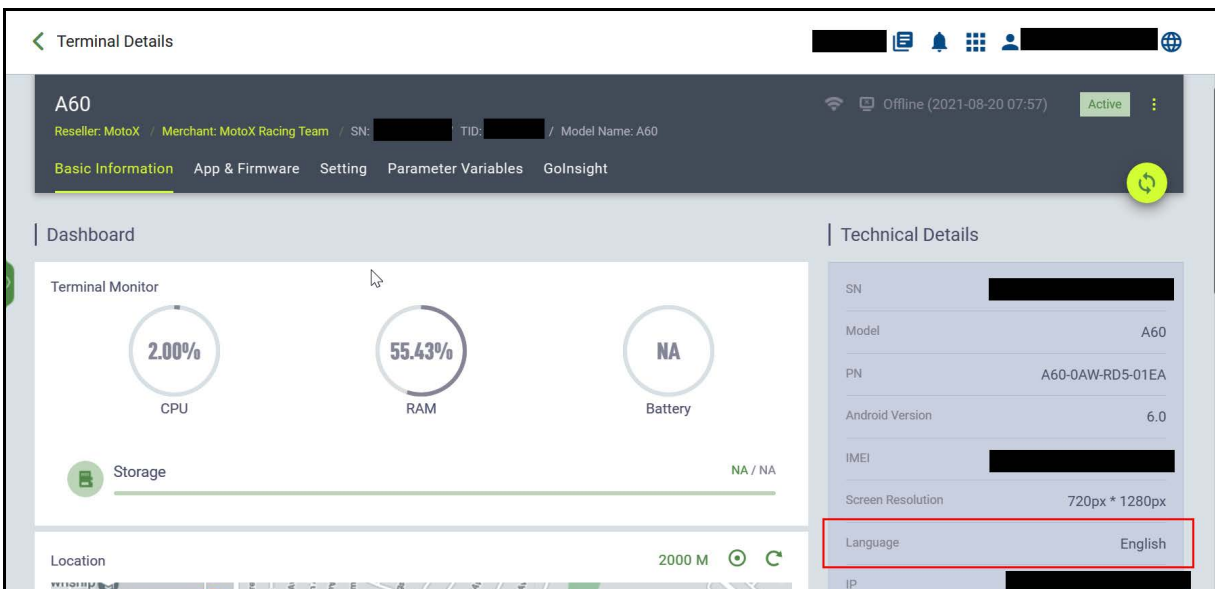 Terminal Details
A60
Offline (2021-08-20 07:57)
Active
Reseller: MotoX / Merchant: MotoX Racing Team / SN: / TID: / Model Name: A60
Basic Information App & Firmware Setting Parameter Variables GoInsight
Dashboard
Terminal Monitor
2.00%
55.43%
NA
CPU
RAM
Battery
Storage
NA / NA
Location
2000 M
Technical Details
SN
Model A60
PN A60-0AW-RD5-01EA
Android Version 6.0
IMEI
Screen Resolution 720px * 1280px
Language English
IP